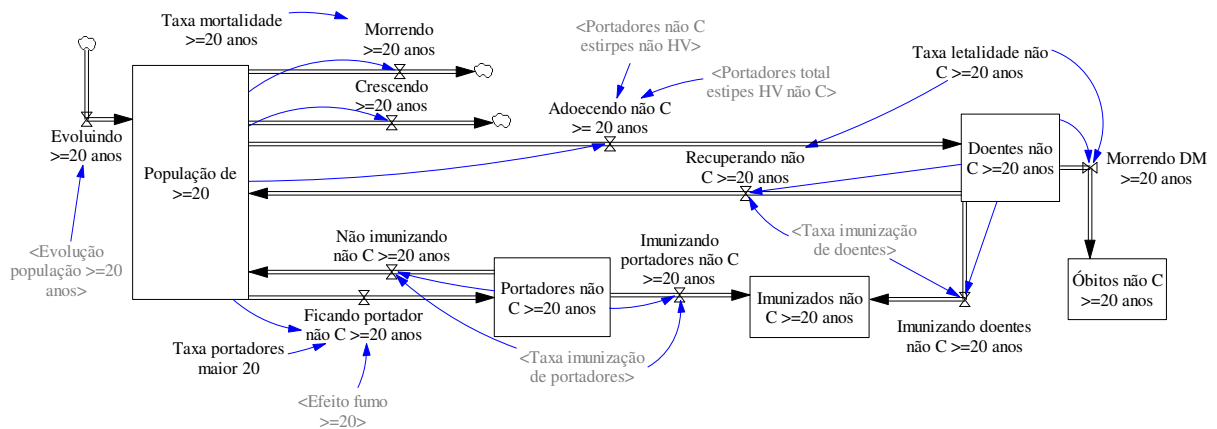 Taxa mortalidade
>=20 anos
Morrendo
>=20 anos
<Portadores não C
estirpes não HV>
Taxa letalidade não
C >=20 anos
<Portadores total
estipes HV não C>
Crescendo
>=20 anos
Adoecendo não C
>= 20 anos
Evoluindo
>=20 anos
População de
>=20
Recuperando não
C >=20 anos
Doentes não
C >=20 anos
Morrendo DM
>=20 anos
<Evolução
população >=20
anos>
Não imunizando
não C >=20 anos
Imunizando
portadores não C
>=20 anos
<Taxa imunização
de doentes>
Portadores não
C >=20 anos
Imunizados não
C >=20 anos
Óbitos não C
>=20 anos
Ficando portador
não C >=20 anos
Imunizando doentes
não C >=20 anos
Taxa portadores
maior 20
<Taxa imunização
de portadores>
<Efeito fumo
>=20>